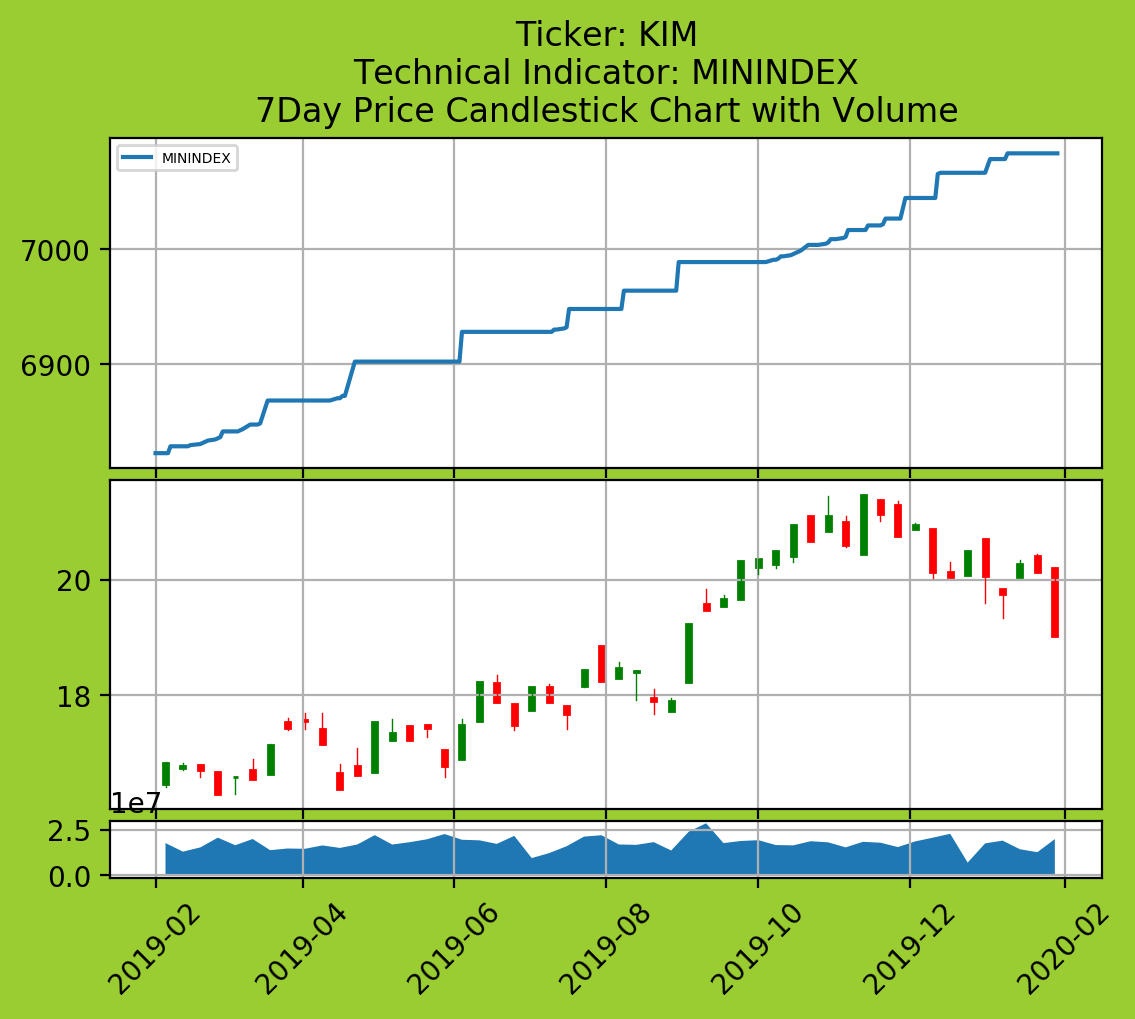 Ticker: KIM
Technical Indicator: MININDEX
7Day Price Candlestick Chart with Volume
MININDEX
7000
6900
20
18
1e7
2.5
0.0
2019-02
2019-04
2019-06
2019-08
2019-10
2019-12
2020-02